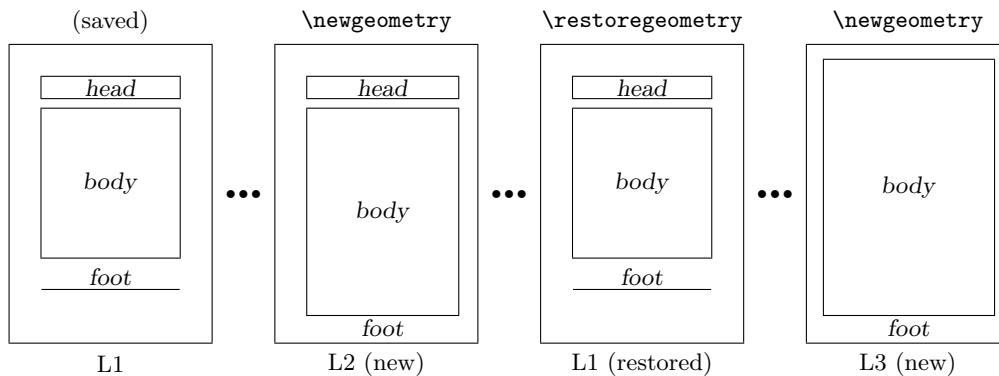 (saved) \newgeometry \restoregeometry \newgeometry
head head head
body body body body
foot foot foot foot
L1 L2 (new) L1 (restored) L3 (new)